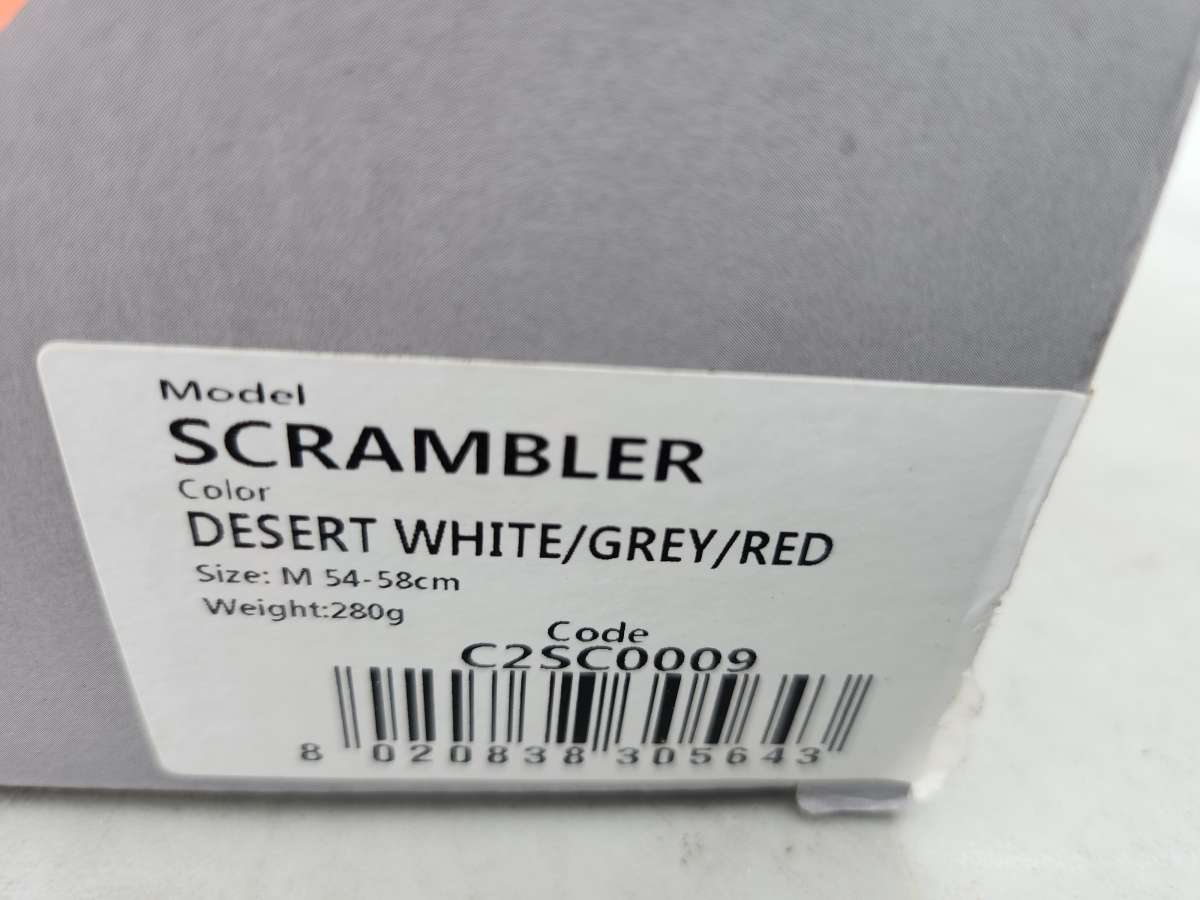 Model
SCRAMBLER
Color
DESERT WHITE/GREY/RED
Size: M 54-58cm
Weight:280g
Code
C2SC0009
8 020838 305643